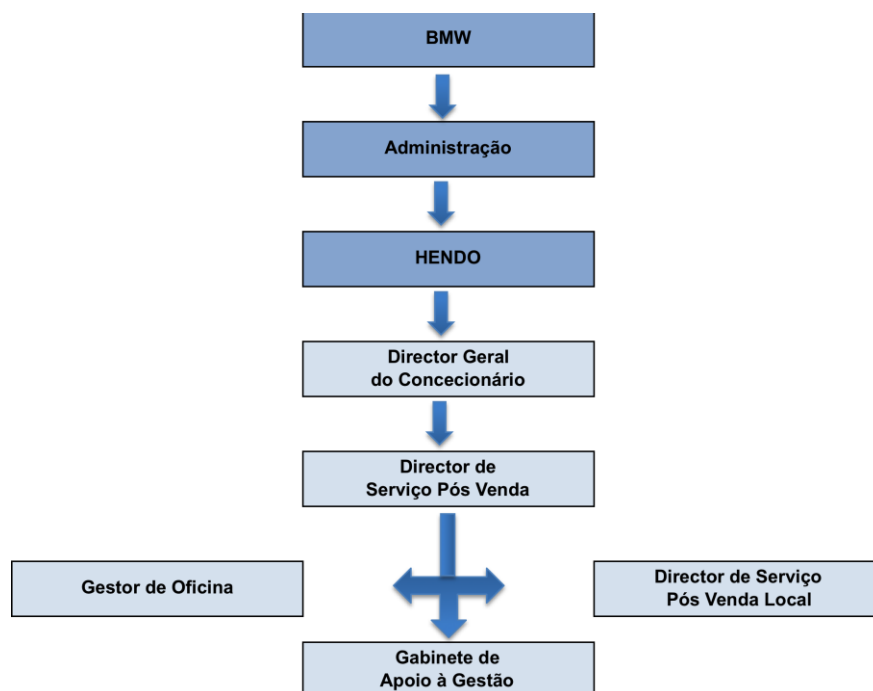 BMW
Administração
HENDO
Director Geral
do Concecionário
Director de
Serviço Pós Venda
Gestor de Oficina
Director de Serviço
Pós Venda Local
Gabinete de
Apoio à Gestão